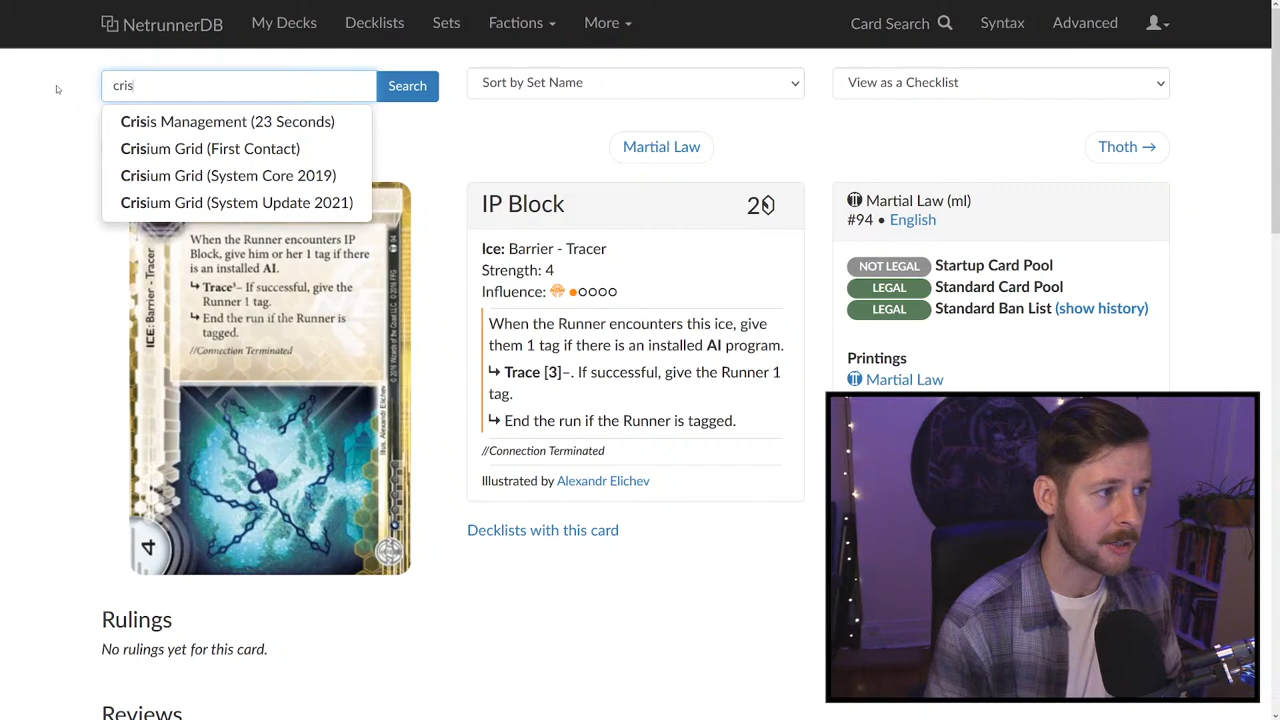 NetrunnerDB
My Decks
Decklists
Sets
Factions
More
Card Search
Syntax
Advanced
cris
Search
Sort by Set Name
View as a Checklist
Crisis Management (23 Seconds)
Crisium Grid (First Contact)
Crisium Grid (System Core 2019)
Crisium Grid (System Update 2021)
Martial Law
Thoth →
ICE: Barrier - Tracer
When the Runner encounters IP
Block, give him or her 1 tag if there
is an installed AI.
↳ Trace³– If successful, give the
Runner 1 tag.
↳ End the run if the Runner is
tagged.
//Connection Terminated
Illus. Alexandr Elichev
4
IP Block
2
Ice: Barrier - Tracer
Strength: 4
Influence:
When the Runner encounters this ice, give
them 1 tag if there is an installed AI program.
↳ Trace [3]–. If successful, give the Runner 1
tag.
↳ End the run if the Runner is tagged.
//Connection Terminated
Illustrated by Alexandr Elichev
Decklists with this card
Martial Law (ml)
#94 • English
NOT LEGAL Startup Card Pool
LEGAL Standard Card Pool
LEGAL Standard Ban List (show history)
Printings
Martial Law
Rulings
No rulings yet for this card.
Reviews